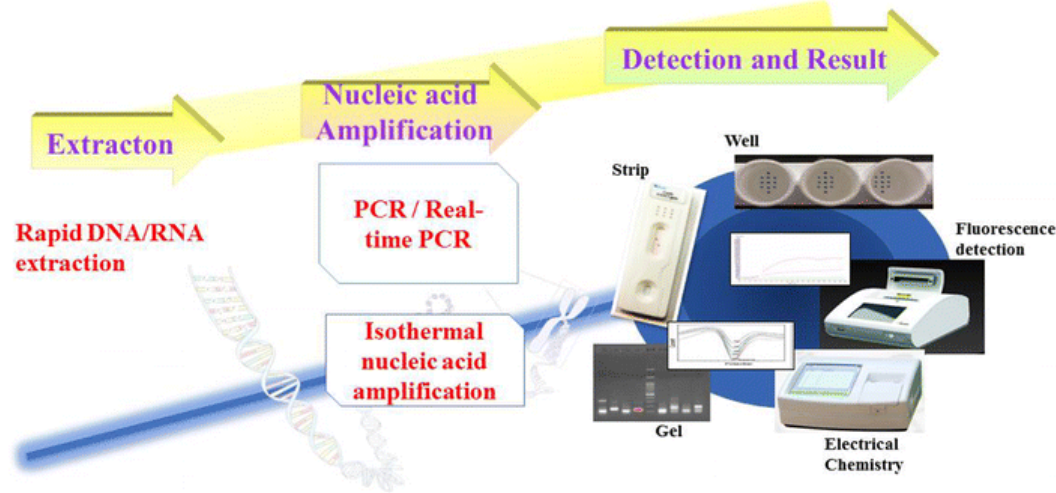 Detection and Result
Nucleic acid
Amplification
Extracton
Well
Strip
Rapid DNA/RNA
extraction
PCR / Real-
time PCR
Fluorescence
detection
Isothermal
nucleic acid
amplification
Gel
Electrical
Chemistry